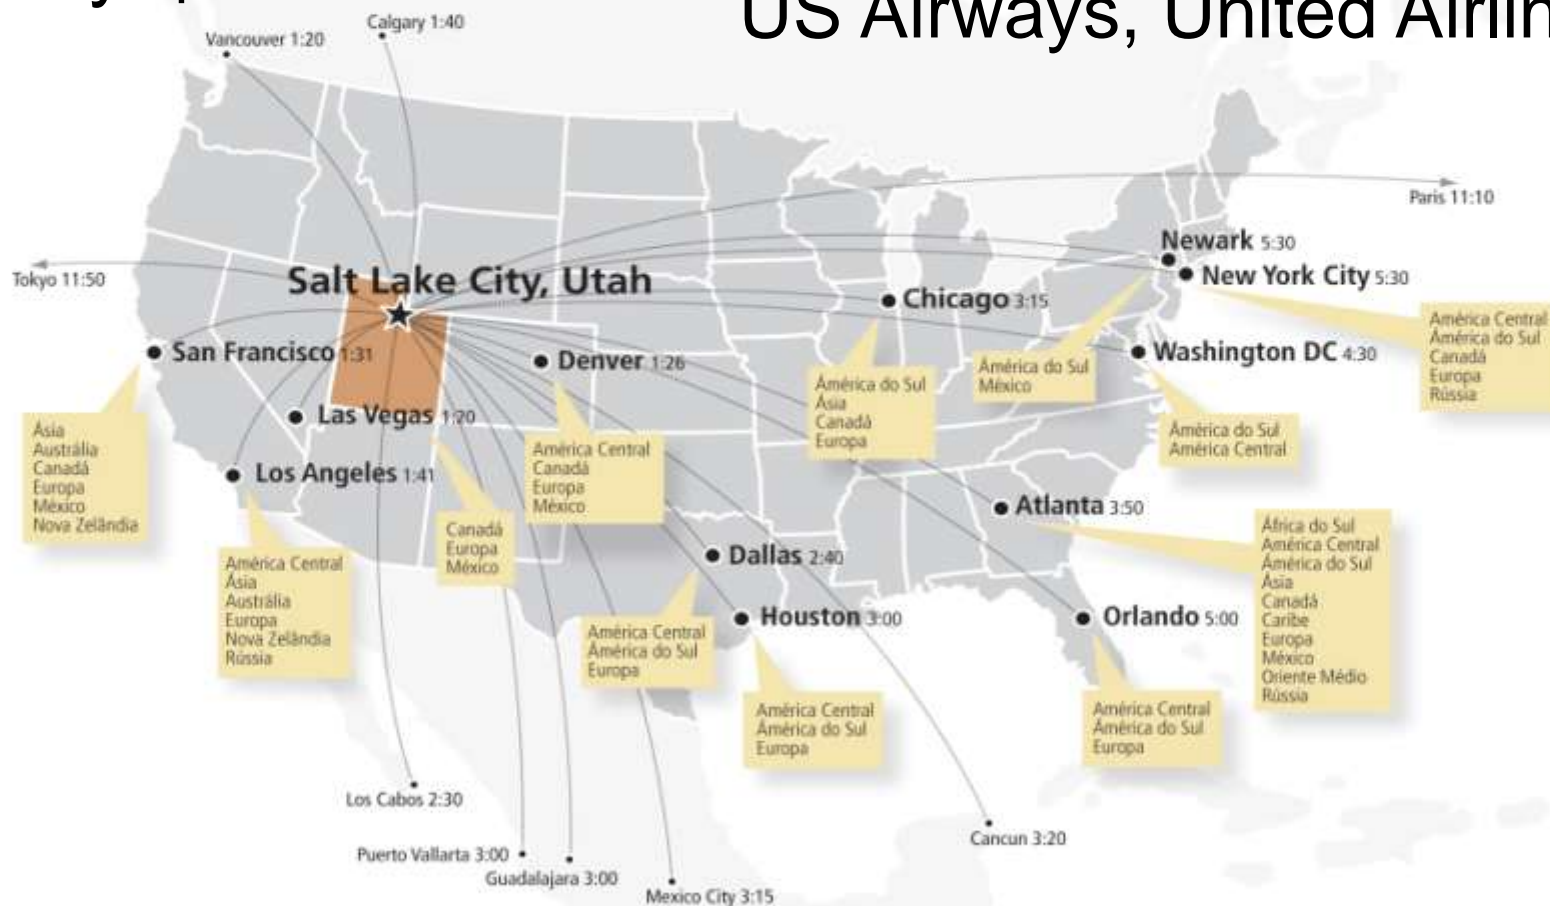 US Airways, United Airlin
Calgary 1:40
Vancouver 1:20
Paris 11:10
Newark 5:30
Tokyo 11:50
Salt Lake City, Utah
New York City 5:30
Chicago 3:15
América Central
América do Sul
Canadá
Europa
Rússia
San Francisco 1:31
Denver 1:26
Washington DC 4:30
América do Sul
México
América do Sul
Ásia
Canadá
Europa
Las Vegas 1:20
América do Sul
América Central
Ásia
Austrália
Canadá
Europa
México
Nova Zelândia
América Central
Canadá
Europa
México
Los Angeles 1:41
Atlanta 3:50
Canadá
Europa
México
África do Sul
América Central
América do Sul
Ásia
Canadá
Caribe
Europa
México
Oriente Médio
Rússia
Dallas 2:40
América Central
Ásia
Austrália
Europa
Nova Zelândia
Rússia
Houston 3:00
Orlando 5:00
América Central
América do Sul
Europa
América Central
América do Sul
Europa
América Central
América do Sul
Europa
Los Cabos 2:30
Cancun 3:20
Puerto Vallarta 3:00
Guadalajara 3:00
Mexico City 3:15